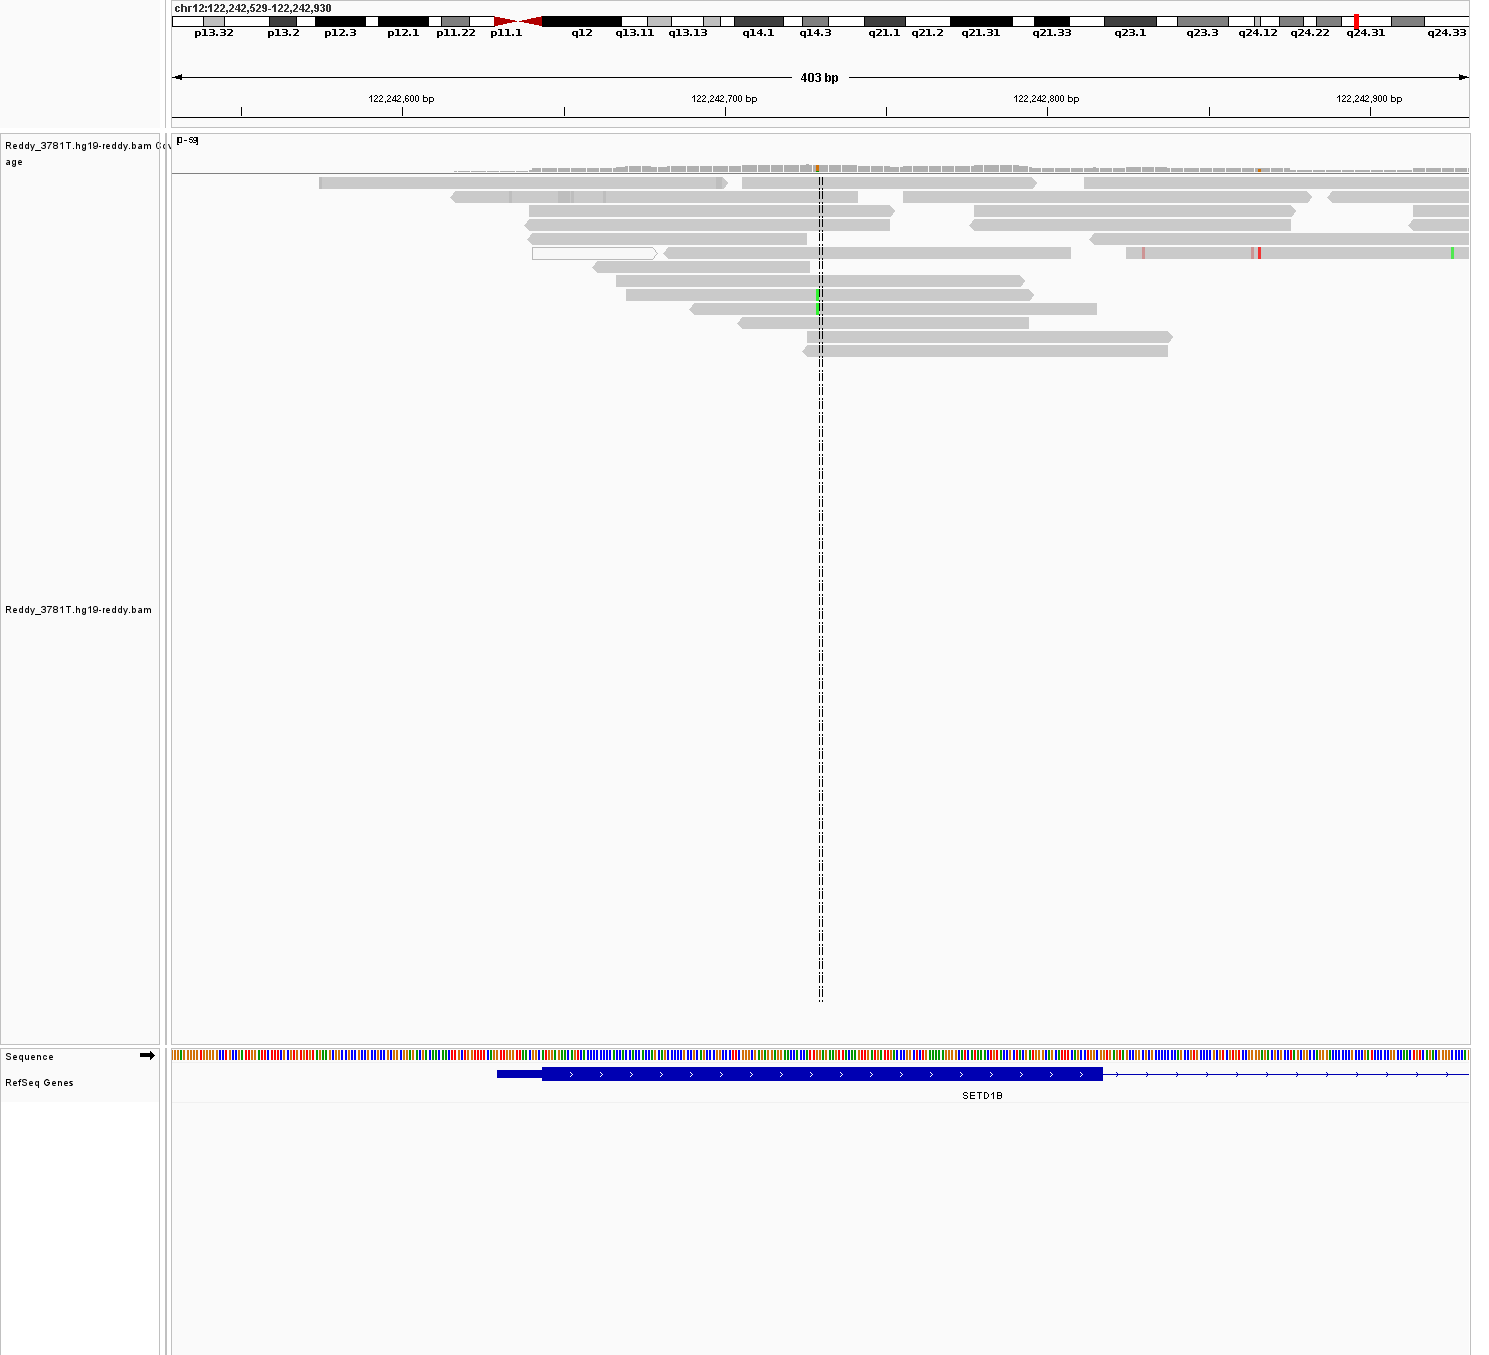 chr12:122,242,529-122,242,930
p13.32 p13.2 p12.3 p12.1 p11.22 p11.1 q12 q13.11 q13.13 q14.1 q14.3 q21.1 q21.2 q21.31 q21.33 q23.1 q23.3 q24.12 q24.22 q24.31 q24.33
403 bp
122,242,600 bp 122,242,700 bp 122,242,800 bp 122,242,900 bp
Reddy_3781T.hg19-reddy.bam Cov
age
[0 - 59]
Reddy_3781T.hg19-reddy.bam
Sequence
RefSeq Genes
SETD1B